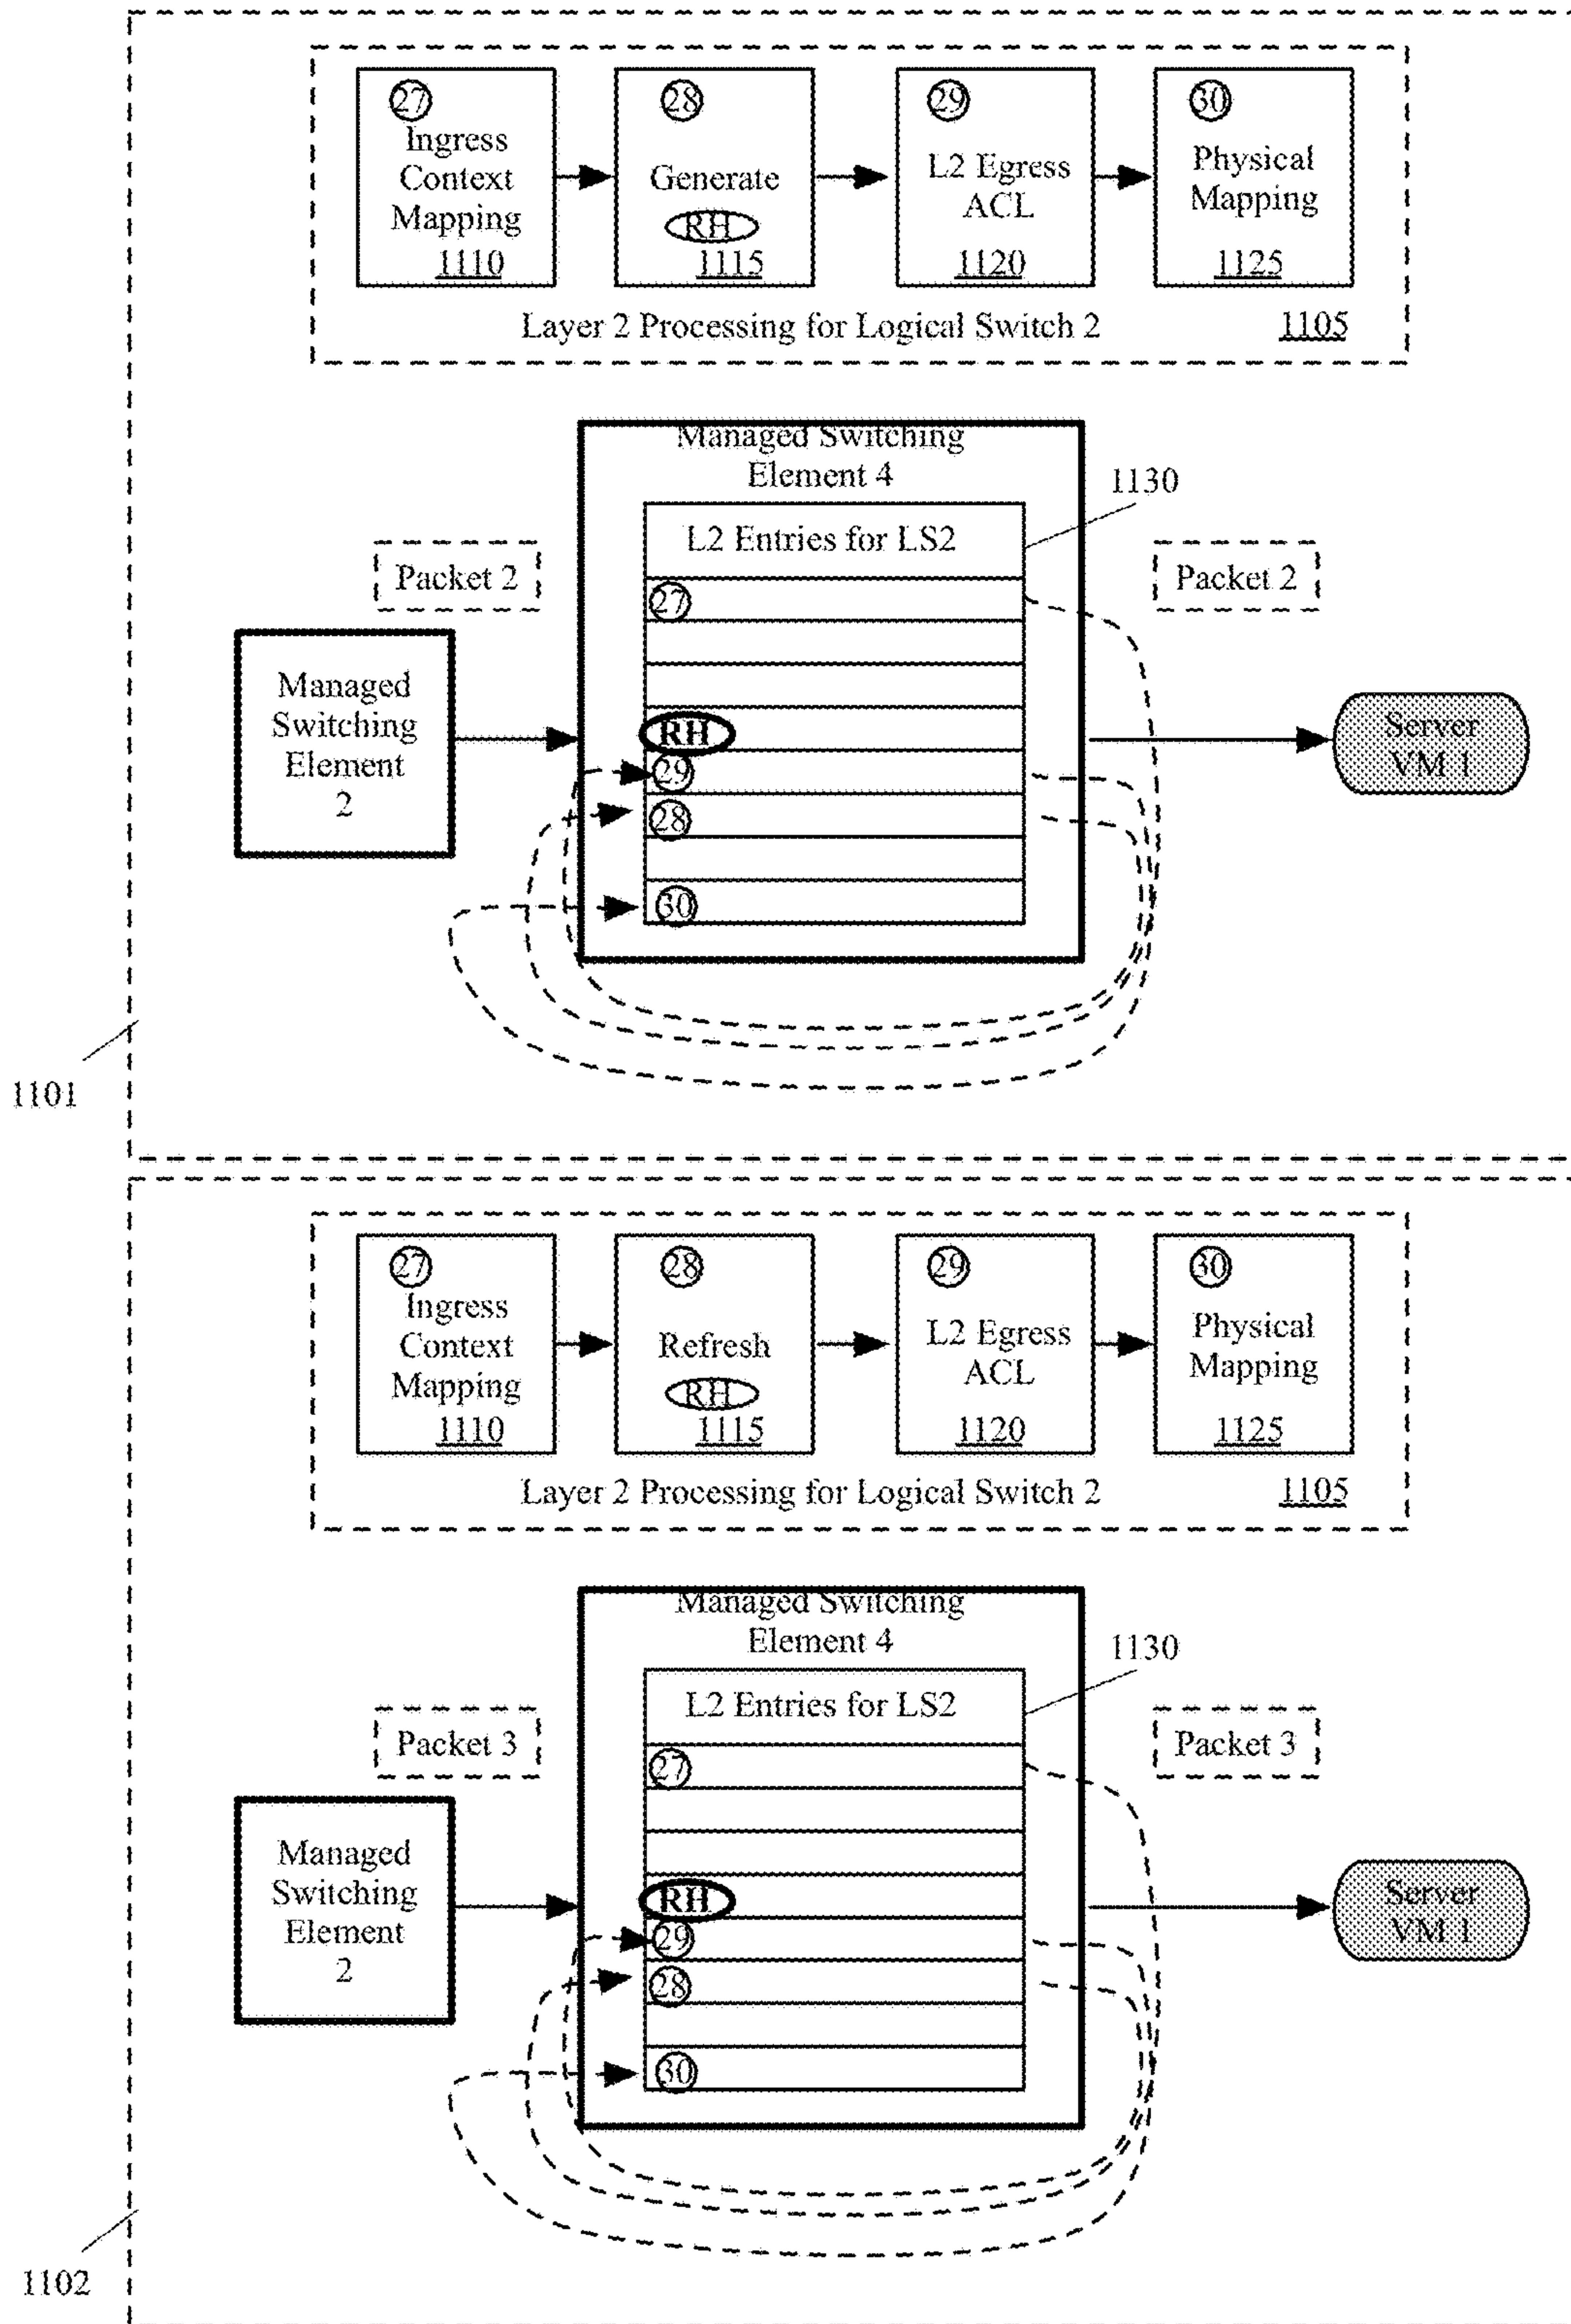 27
Ingress
Context
Mapping
1110
28
Generate
RH
1115
29
L2 Egress
ACL
1120
30
Physical
Mapping
1125
Layer 2 Processing for Logical Switch 2
1105
Managed Switching
Element 4
1130
L2 Entries for LS2
Packet 2
Packet 2
27
Managed
Switching
Element
2
RH
29
28
30
Server
VM 1
1101
27
Ingress
Context
Mapping
1110
28
Refresh
RH
1115
29
L2 Egress
ACL
1120
30
Physical
Mapping
1125
Layer 2 Processing for Logical Switch 2
1105
Managed Switching
Element 4
1130
L2 Entries for LS2
Packet 3
Packet 3
27
Managed
Switching
Element
2
RH
29
28
30
Server
VM 1
1102